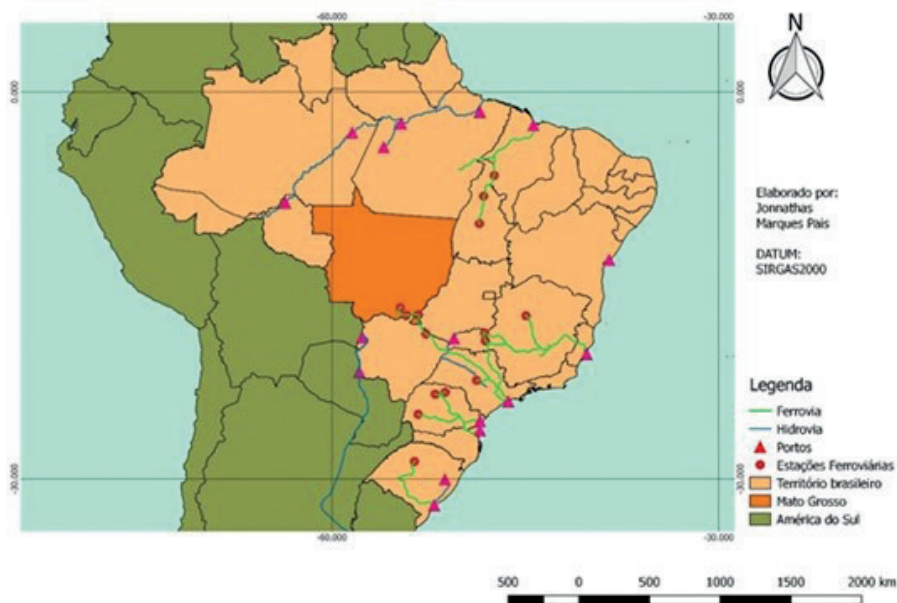 -60.000
-30.000
N
0.000
0.000
Elaborado por:
Jonnathas
Marques Pais
DATUM:
SIRGAS2000
Legenda
Ferrovia
Hidrovia
Portos
Estações Ferroviárias
Território brasileiro
Mato Grosso
América do Sul
-30.000
-30.000
-60.000
-30.000
500
0
500
1000
1500
2000 km